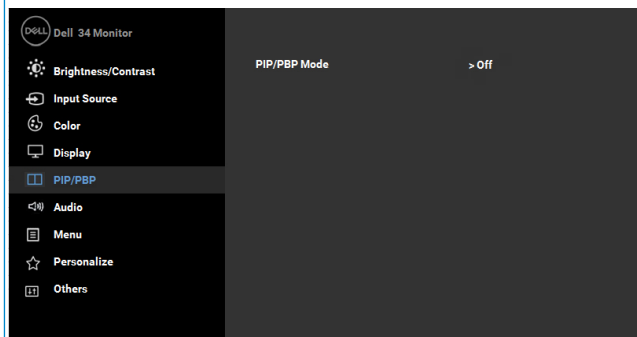 DELL Dell 34 Monitor
Brightness/Contrast
PIP/PBP Mode > Off
Input Source
Color
Display
PIP/PBP
Audio
Menu
Personalize
Others